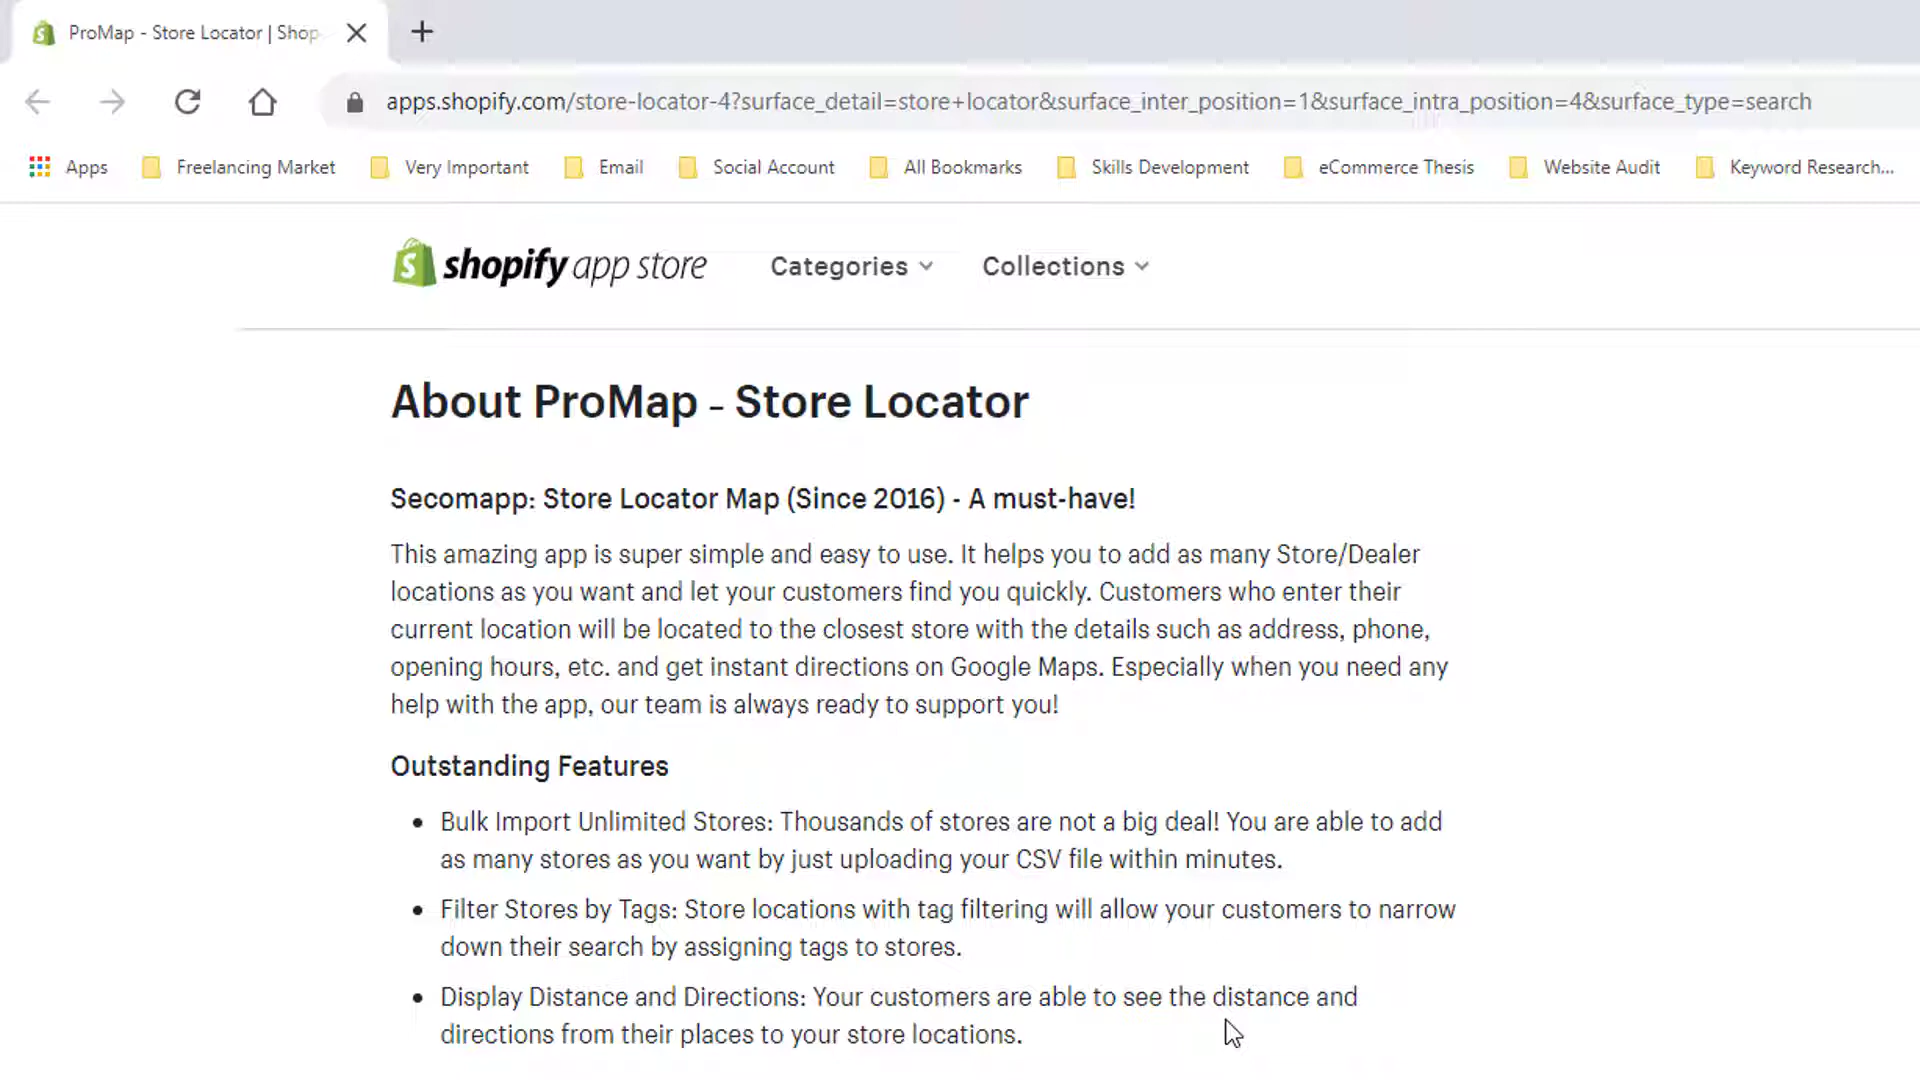 ProMap - Store Locator | Shop
apps.shopify.com/store-locator-4?surface_detail=store+locator&surface_inter_position=1&surface_intra_position=4&surface_type=search
Apps Freelancing Market Very Important Email Social Account All Bookmarks Skills Development eCommerce Thesis Website Audit Keyword Research...
shopify app store Categories Collections
About ProMap - Store Locator
Secomapp: Store Locator Map (Since 2016) - A must-have!
This amazing app is super simple and easy to use. It helps you to add as many Store/Dealer
locations as you want and let your customers find you quickly. Customers who enter their
current location will be located to the closest store with the details such as address, phone,
opening hours, etc. and get instant directions on Google Maps. Especially when you need any
help with the app, our team is always ready to support you!
Outstanding Features
• Bulk Import Unlimited Stores: Thousands of stores are not a big deal! You are able to add
as many stores as you want by just uploading your CSV file within minutes.
• Filter Stores by Tags: Store locations with tag filtering will allow your customers to narrow
down their search by assigning tags to stores.
• Display Distance and Directions: Your customers are able to see the distance and
directions from their places to your store locations.